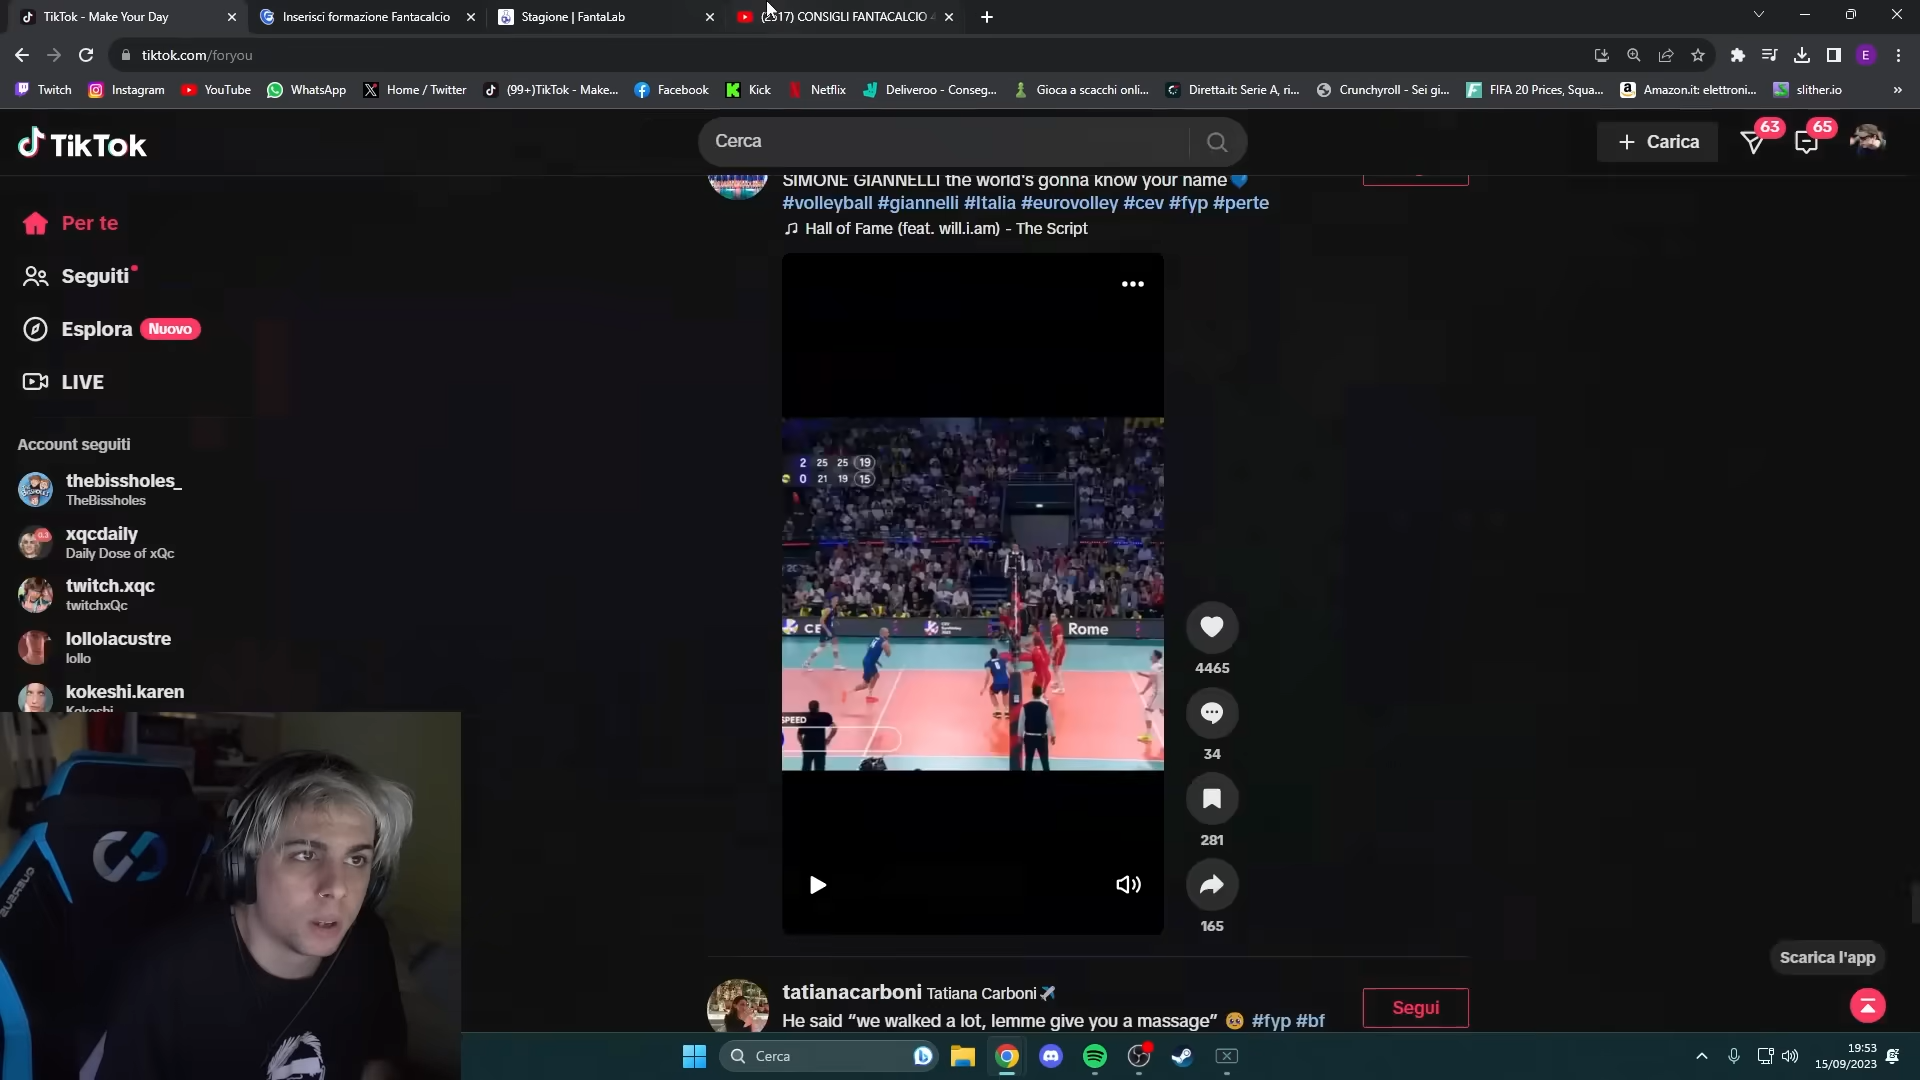 TikTok - Make Your Day
Inserisci formazione Fantacalcio
Stagione | FantaLab
(2517) CONSIGLI FANTACALCIO
tiktok.com/foryou
E
Twitch
Instagram
YouTube
WhatsApp
Home / Twitter
(99+)TikTok - Make...
Facebook
Kick
Netflix
Deliveroo - Conseg...
Gioca a scacchi onli...
Diretta.it: Serie A, ri...
Crunchyroll - Sei gi...
FIFA 20 Prices, Squa...
Amazon.it: elettroni...
slither.io
»
TikTok
Cerca
+ Carica
63
65
SIMONE GIANNELLI the world's gonna know your name💙
#volleyball #giannelli #Italia #eurovolley #cev #fyp #perte
♫ Hall of Fame (feat. will.i.am) - The Script
Per te
Seguiti
Esplora Nuovo
LIVE
Account seguiti
thebissholes_
TheBissholes
xqcdaily
Daily Dose of xQc
twitch.xqc
twitchxQc
lollolacustre
lollo
kokeshi.karen
Kokeshi
2 25 25 19
0 21 19 15
CE
Rome
SPEED
4465
34
281
165
Scarica l'app
tatianacarboni Tatiana Carboni✈️
Segui
He said “we walked a lot, lemme give you a massage” 🥹 #fyp #bf
Cerca
19:53
15/09/2023